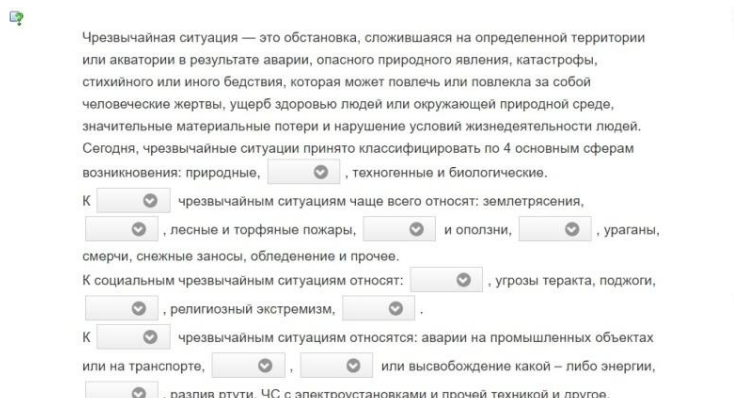 Чрезвычайная ситуация — это обстановка, сложившаяся на определенной территории
или акватории в результате аварии, опасного природного явления, катастрофы,
стихийного или иного бедствия, которая может повлечь или повлекла за собой
человеческие жертвы, ущерб здоровью людей или окружающей природной среде,
значительные материальные потери и нарушение условий жизнедеятельности людей.
Сегодня, чрезвычайные ситуации принято классифицировать по 4 основным сферам
возникновения: природные, , техногенные и биологические.
К чрезвычайным ситуациям чаще всего относят: землетрясения,
, лесные и торфяные пожары, и оползни, , ураганы,
смерчи, снежные заносы, обледенение и прочее.
К социальным чрезвычайным ситуациям относят: , угрозы теракта, поджоги,
, религиозный экстремизм, .
К чрезвычайным ситуациям относятся: аварии на промышленных объектах
или на транспорте, , или высвобождение какой – либо энергии,
, разлив ртути, ЧС с электроустановками и прочей техникой и другое.